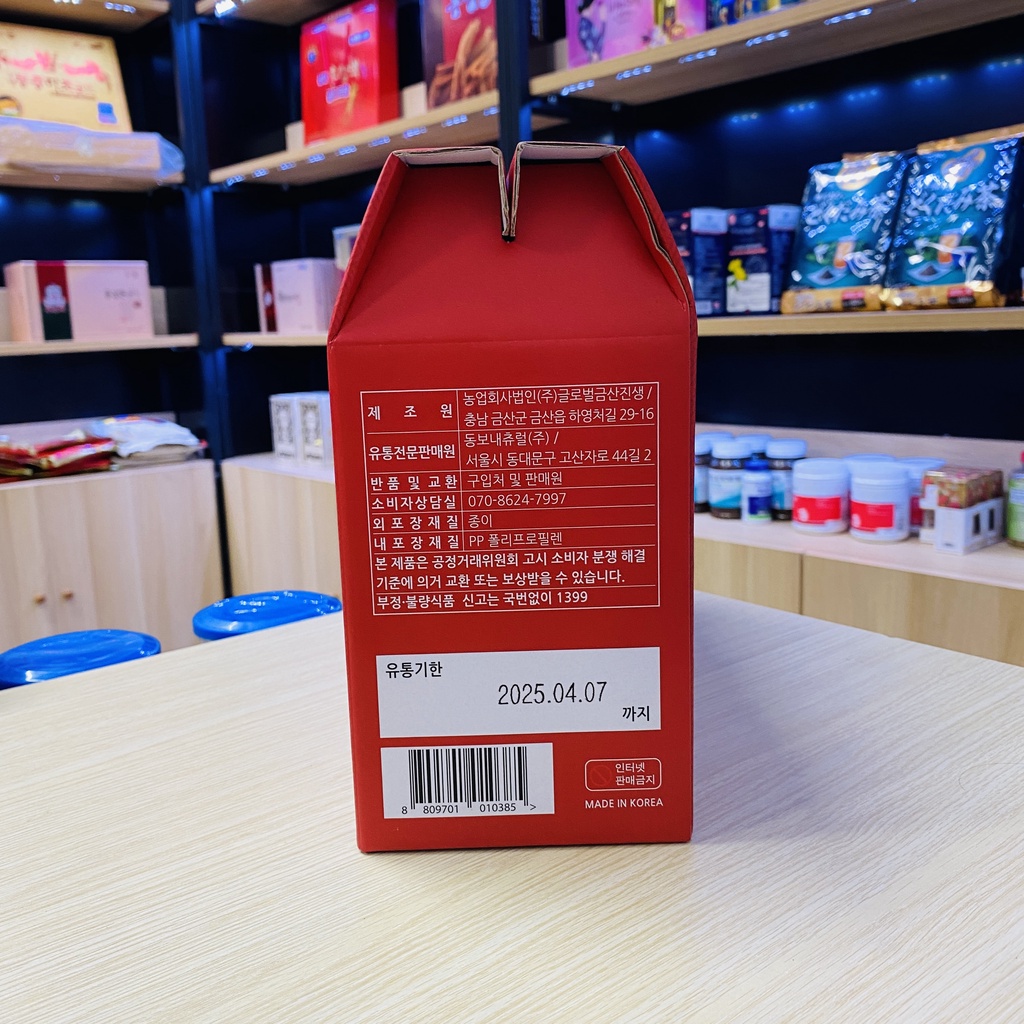 제 조 원
농업회사법인(주)글로벌금산진생 /
충남 금산군 금산읍 하영처길 29-16
유통전문판매원
동보내츄럴(주) /
서울시 동대문구 고산자로 44길 2
반품 및 교환 구입처 및 판매원
소비자상담실 070-8624-7997
외 포 장 재 질 종이
내 포 장 재 질 PP 폴리프로필렌
본 제품은 공정거래위원회 고시 소비자 분쟁 해결
기준에 의거 교환 또는 보상받을 수 있습니다.
부정·불량식품 신고는 국번없이 1399
유통기한
2025.04.07
까지
8 809701 010385 >
인터넷
판매금지
MADE IN KOREA